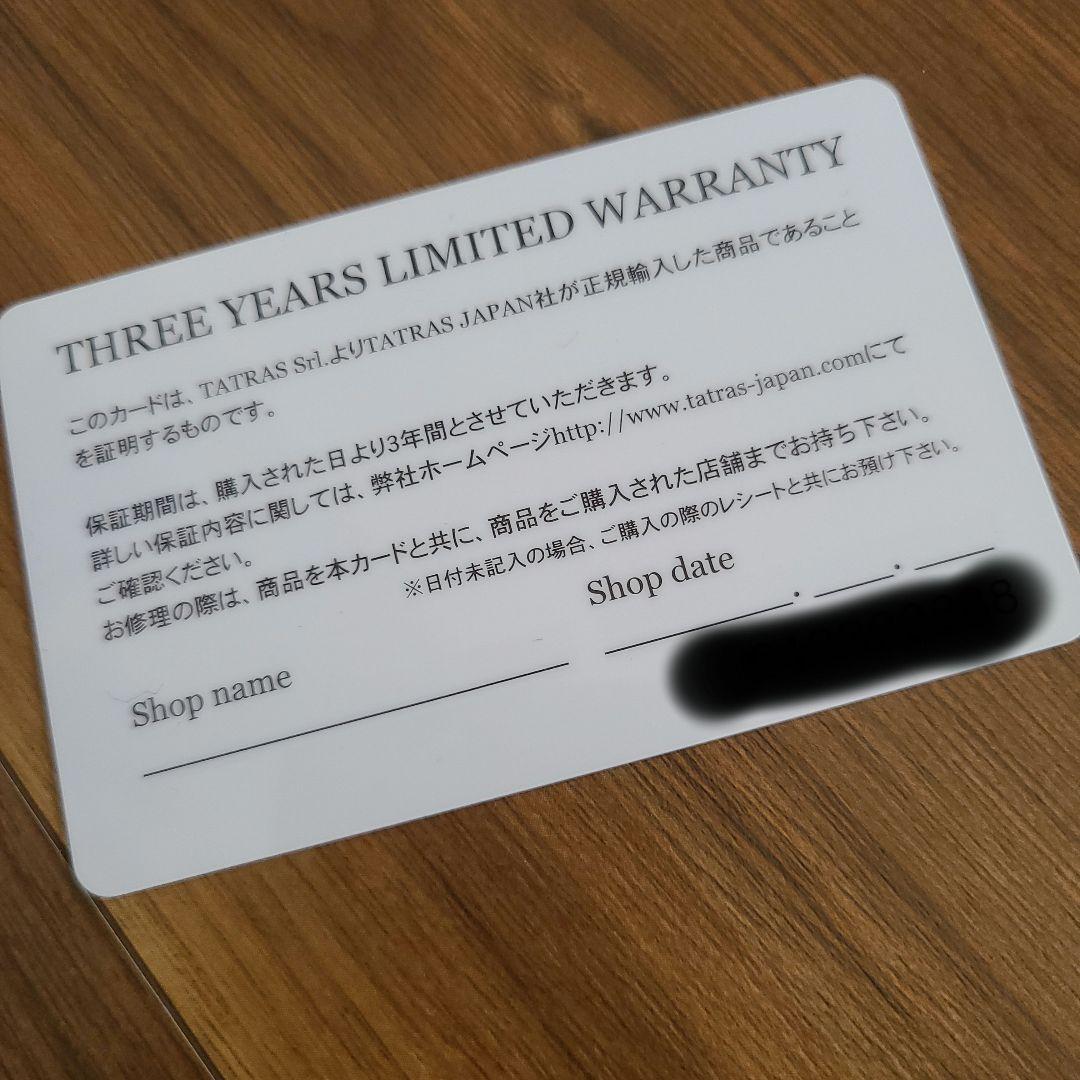 THREE YEARS LIMITED WARRANTY
このカードは、TATRAS Srl.よりTATRAS JAPAN社が正規輸入した商品であること
を証明するものです。
保証期間は、購入された日より3年間とさせていただきます。
詳しい保証内容に関しては、弊社ホームページhttp://www.tatras-japan.comにて
ご確認ください。
お修理の際は、商品を本カードと共に、商品をご購入された店舗までお持ち下さい。
※日付未記入の場合、ご購入の際のレシートと共にお預け下さい。
Shop name
Shop date